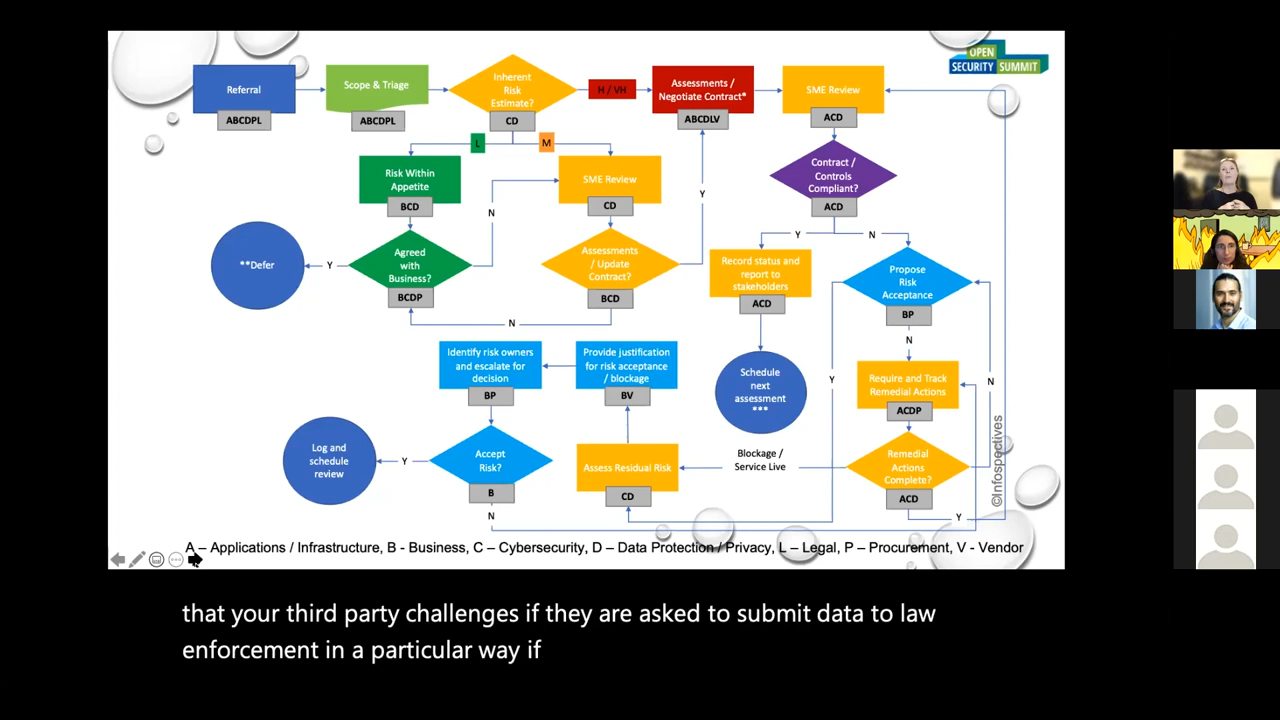 OPEN
SECURITY SUMMIT
Referral
ABCDPL
Scope & Triage
ABCDPL
Inherent
Risk
Estimate?
CD
H / VH
Assessments /
Negotiate Contract*
ABCDLV
SME Review
ACD
L
M
Risk Within
Appetite
BCD
N
SME Review
CD
Y
Contract /
Controls
Compliant?
ACD
Y
N
**Defer
Y
Agreed
with
Business?
BCDP
Assessments
/ Update
Contract?
BCD
N
Record status and
report to
stakeholders
ACD
Propose
Risk
Acceptance
BP
N
Identify risk owners
and escalate for
decision
BP
Provide justification
for risk acceptance
/ blockage
BV
Schedule
next
assessment
***
Y
Require and Track
Remedial Actions
ACDP
N
Log and
schedule
review
Y
Accept
Risk?
B
N
Assess Residual Risk
CD
Blockage /
Service Live
Remedial
Actions
Complete?
ACD
Y
©Infospectives
A – Applications / Infrastructure, B - Business, C – Cybersecurity, D – Data Protection / Privacy, L – Legal, P – Procurement, V - Vendor
that your third party challenges if they are asked to submit data to law
enforcement in a particular way if